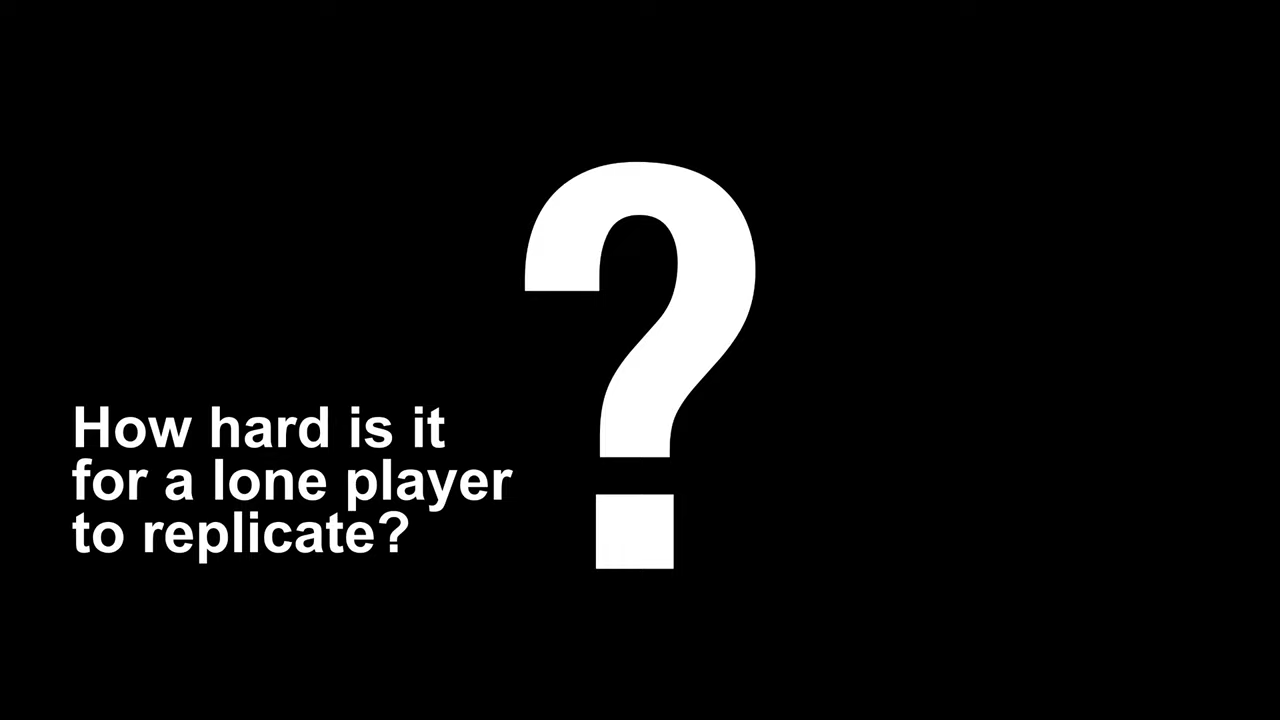 ?
How hard is it
for a lone player
to replicate?